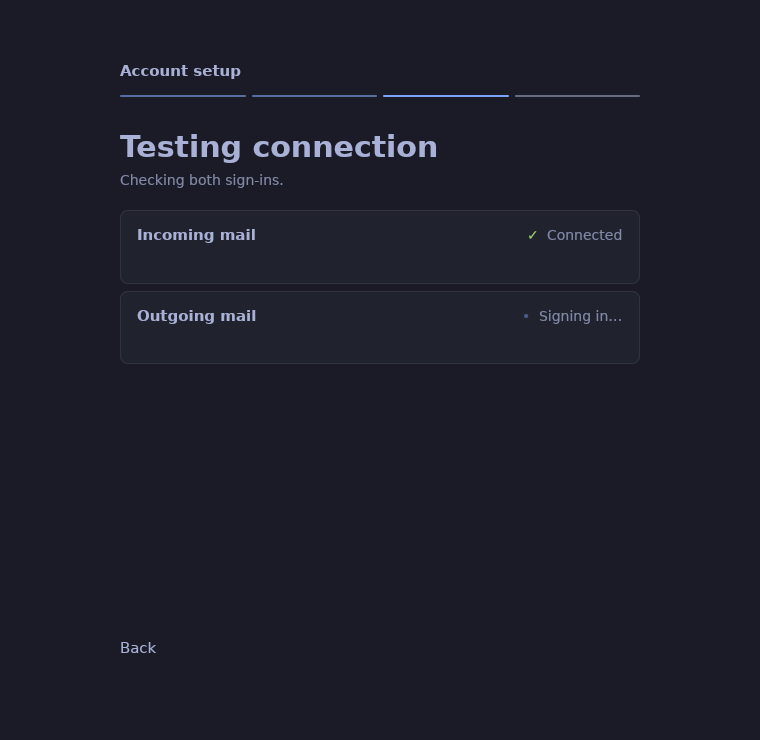 Account setup
Testing connection
Checking both sign-ins.
Incoming mail
✓ Connected
Outgoing mail
Signing in…
Back